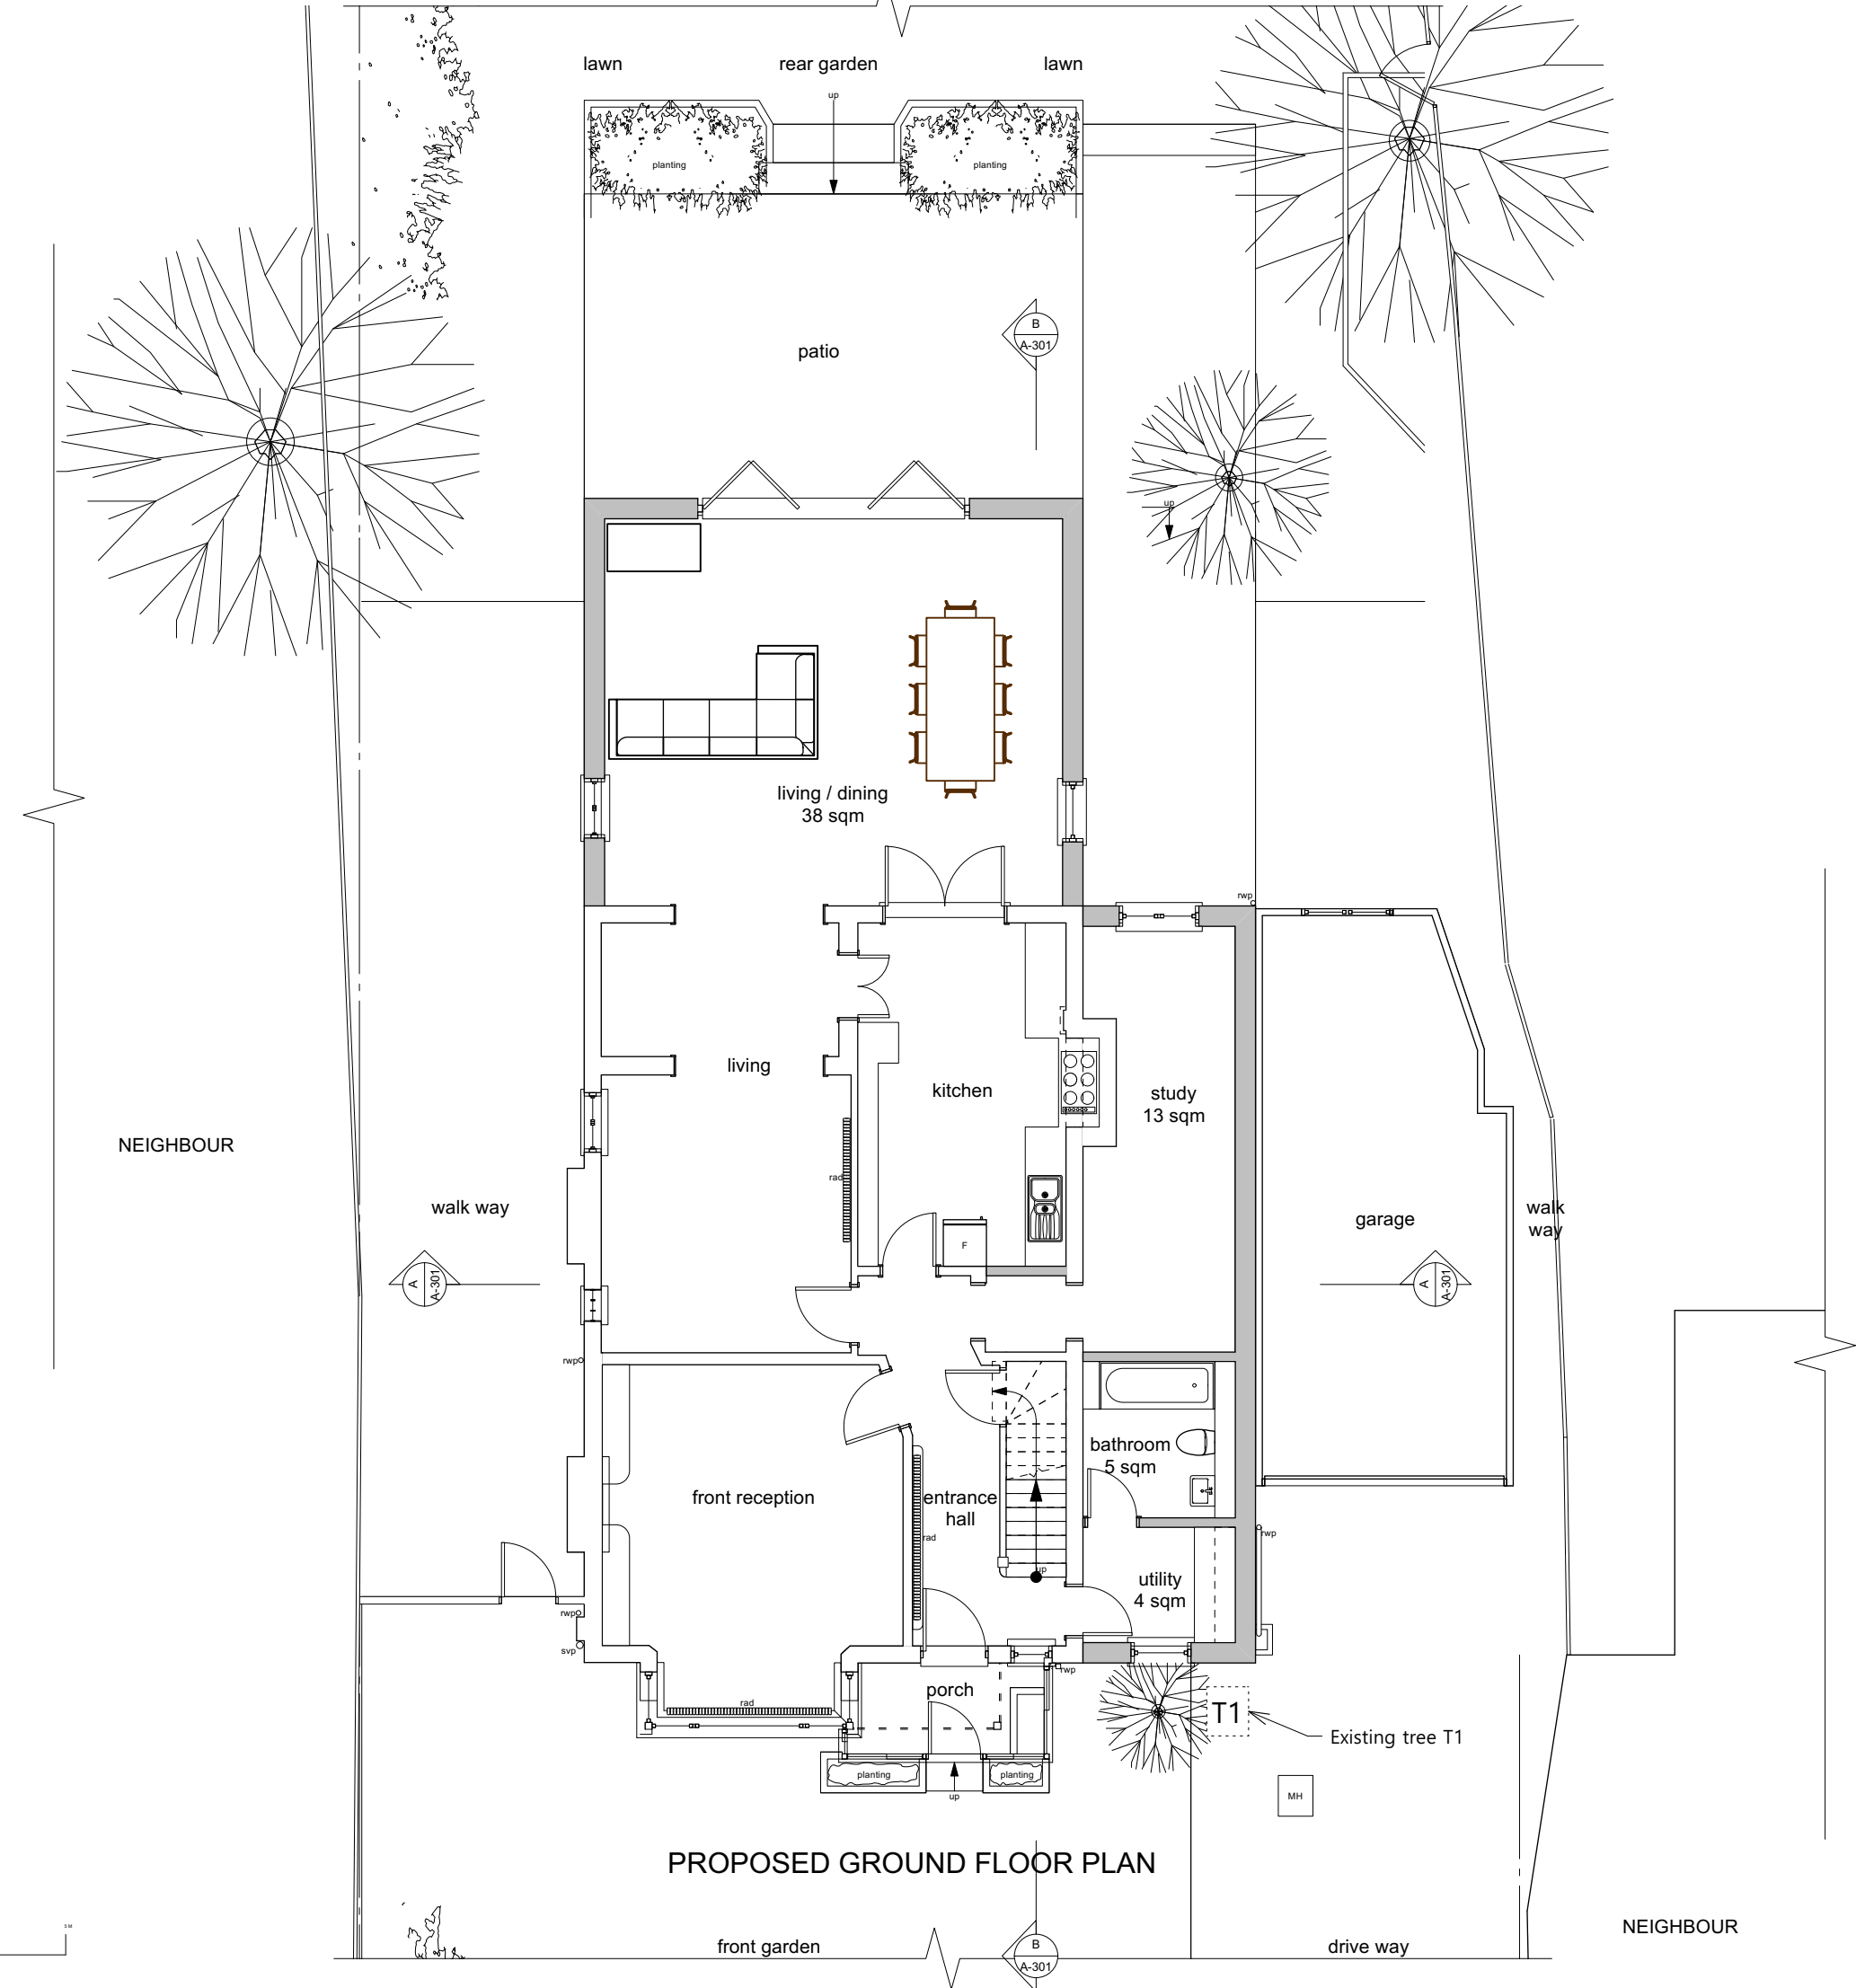 lawn
rear garden
lawn
up
planting
planting
B
A-301
patio
up
living / dining
38 sqm
rwp
living
kitchen
study
13 sqm
NEIGHBOUR
rad
walk way
garage
walk
way
F
A
A-301
A
A-301
rwp
bathroom
5 sqm
front reception
entrance
hall
rad
rwp
up
utility
4 sqm
rwp
svp
rwp
porch
rad
T1
Existing tree T1
planting
planting
up
MH
PROPOSED GROUND FLOOR PLAN
3 M
NEIGHBOUR
front garden
B
A-301
drive way